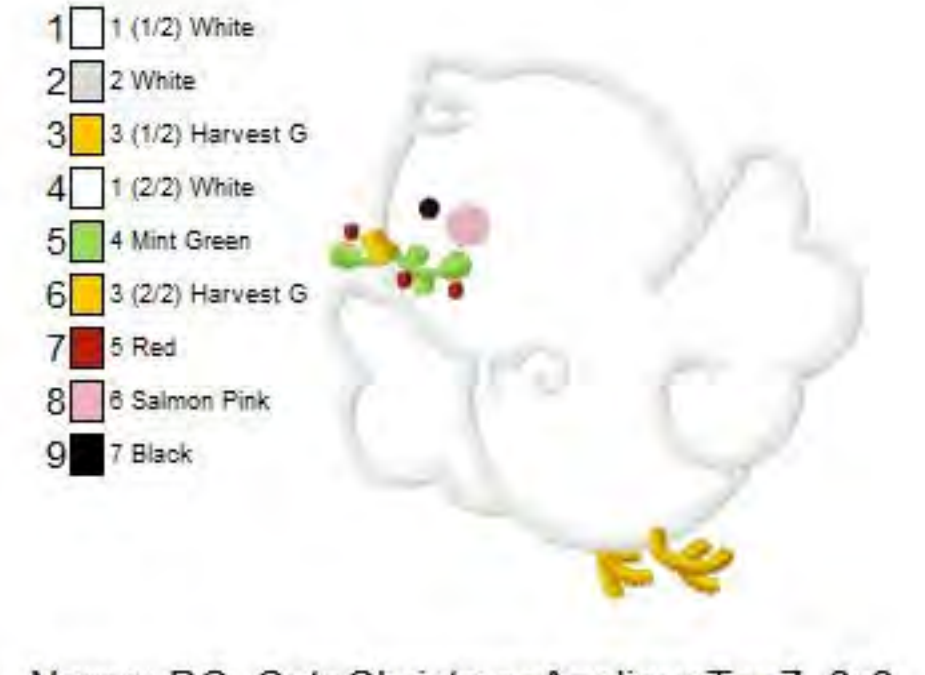 1 1 (1/2) White
2 2 White
3 3 (1/2) Harvest G
4 1 (2/2) White
5 4 Mint Green
6 3 (2/2) Harvest G
7 5 Red
8 6 Salmon Pink
9 7 Black